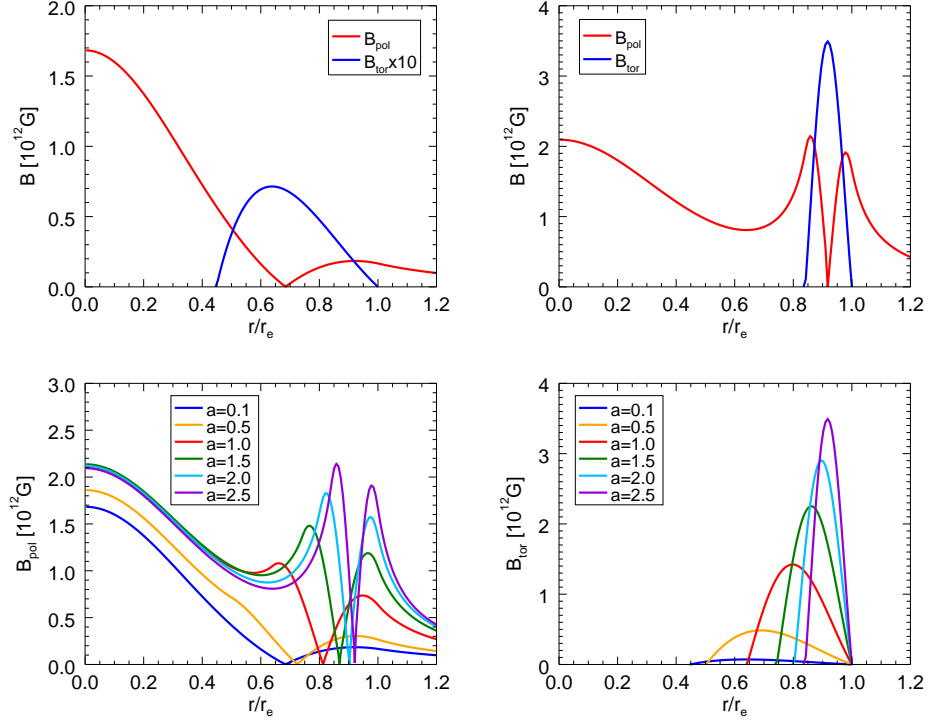 B [10^12 G]
2.0
1.5
1.0
0.5
0.0
B_pol
B_tor x10
0.0 0.2 0.4 0.6 0.8 1.0 1.2
r/r_e
B [10^12 G]
4
3
2
1
0
B_pol
B_tor
0.0 0.2 0.4 0.6 0.8 1.0 1.2
r/r_e
B_pol [10^12 G]
3.0
2.5
2.0
1.5
1.0
0.5
0.0
a=0.1
a=0.5
a=1.0
a=1.5
a=2.0
a=2.5
0.0 0.2 0.4 0.6 0.8 1.0 1.2
r/r_e
B_tor [10^12 G]
4
3
2
1
0
a=0.1
a=0.5
a=1.0
a=1.5
a=2.0
a=2.5
0.0 0.2 0.4 0.6 0.8 1.0 1.2
r/r_e